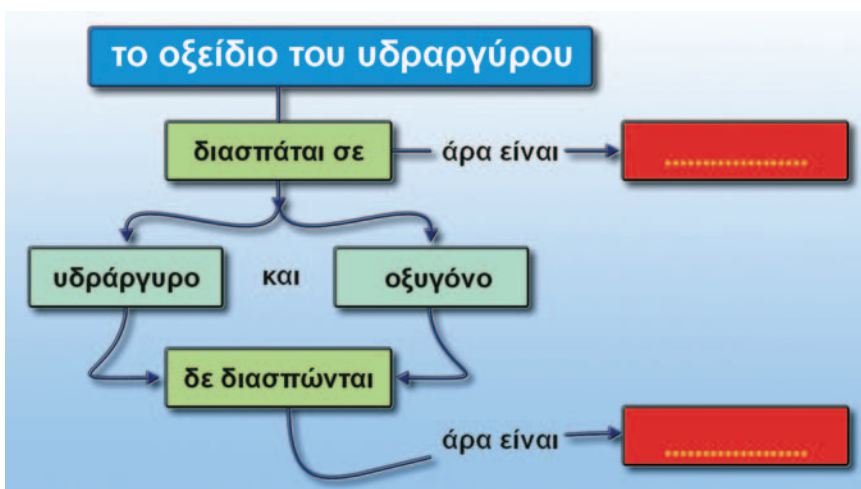 το οξείδιο του υδραργύρου
διασπάται σε
άρα είναι
...................
υδράργυρο
και
οξυγόνο
δε διασπώνται
άρα είναι
...................